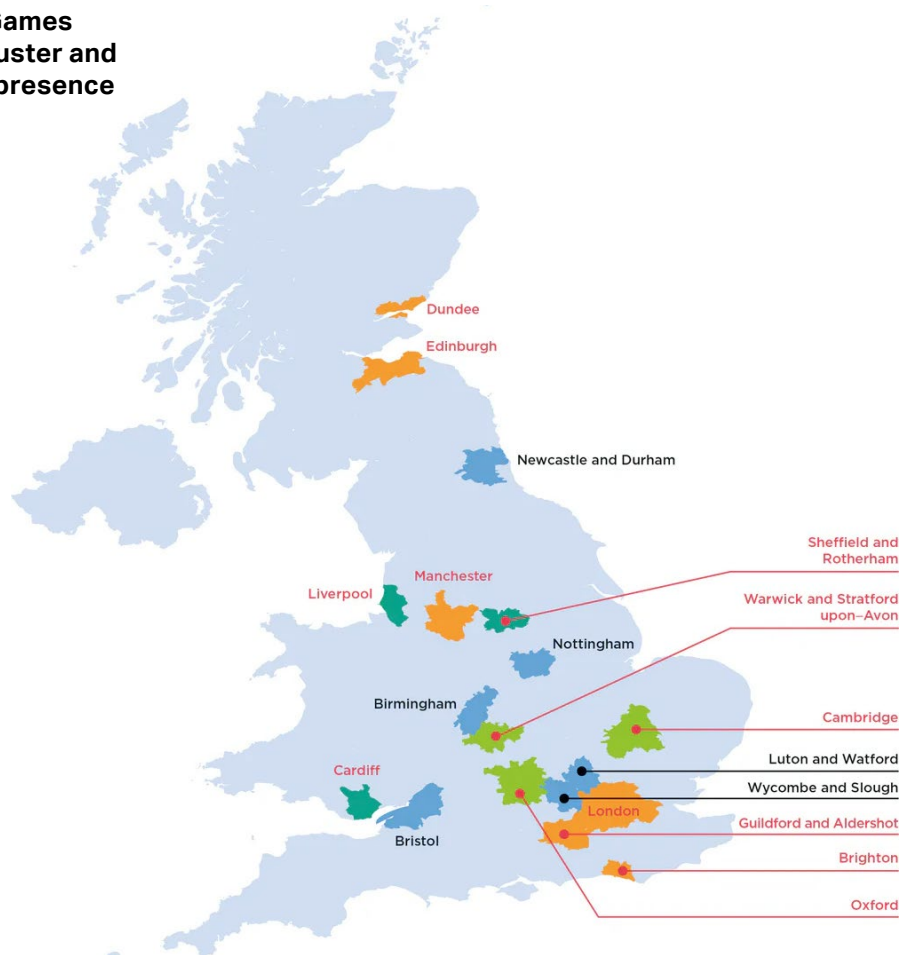 Games
uster and
presence
Dundee
Edinburgh
Newcastle and Durham
Sheffield and
Rotherham
Manchester
Liverpool
Warwick and Stratford
upon–Avon
Nottingham
Birmingham
Cambridge
Luton and Watford
Cardiff
Wycombe and Slough
London
Guildford and Aldershot
Bristol
Brighton
Oxford